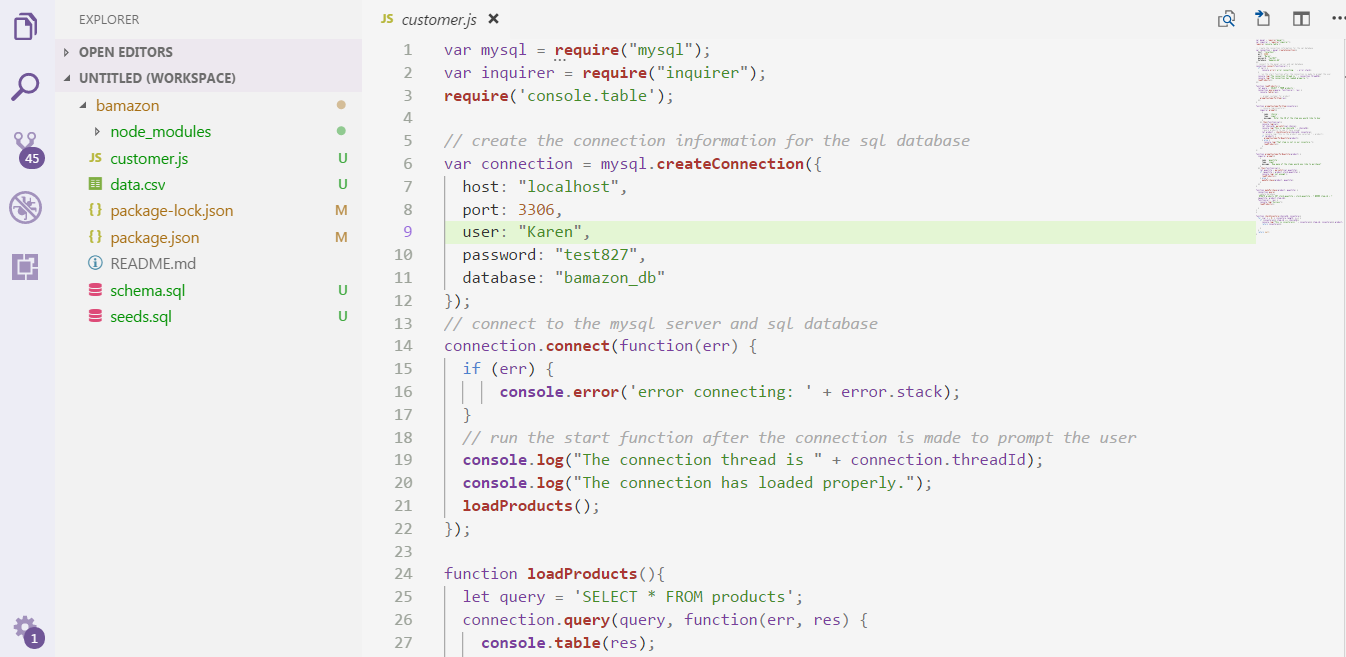 EXPLORER
OPEN EDITORS
UNTITLED (WORKSPACE)
bamazon
node_modules
JS customer.js U
data.csv U
{} package-lock.json M
{} package.json M
README.md
schema.sql U
seeds.sql U
45
1
JS customer.js
1 var mysql = require("mysql");
2 var inquirer = require("inquirer");
3 require('console.table');
4
5 // create the connection information for the sql database
6 var connection = mysql.createConnection({
7 host: "localhost",
8 port: 3306,
9 user: "Karen",
10 password: "test827",
11 database: "bamazon_db"
12 });
13 // connect to the mysql server and sql database
14 connection.connect(function(err) {
15 if (err) {
16 console.error('error connecting: ' + error.stack);
17 }
18 // run the start function after the connection is made to prompt the user
19 console.log("The connection thread is " + connection.threadId);
20 console.log("The connection has loaded properly.");
21 loadProducts();
22 });
23
24 function loadProducts(){
25 let query = 'SELECT * FROM products';
26 connection.query(query, function(err, res) {
27 console.table(res);